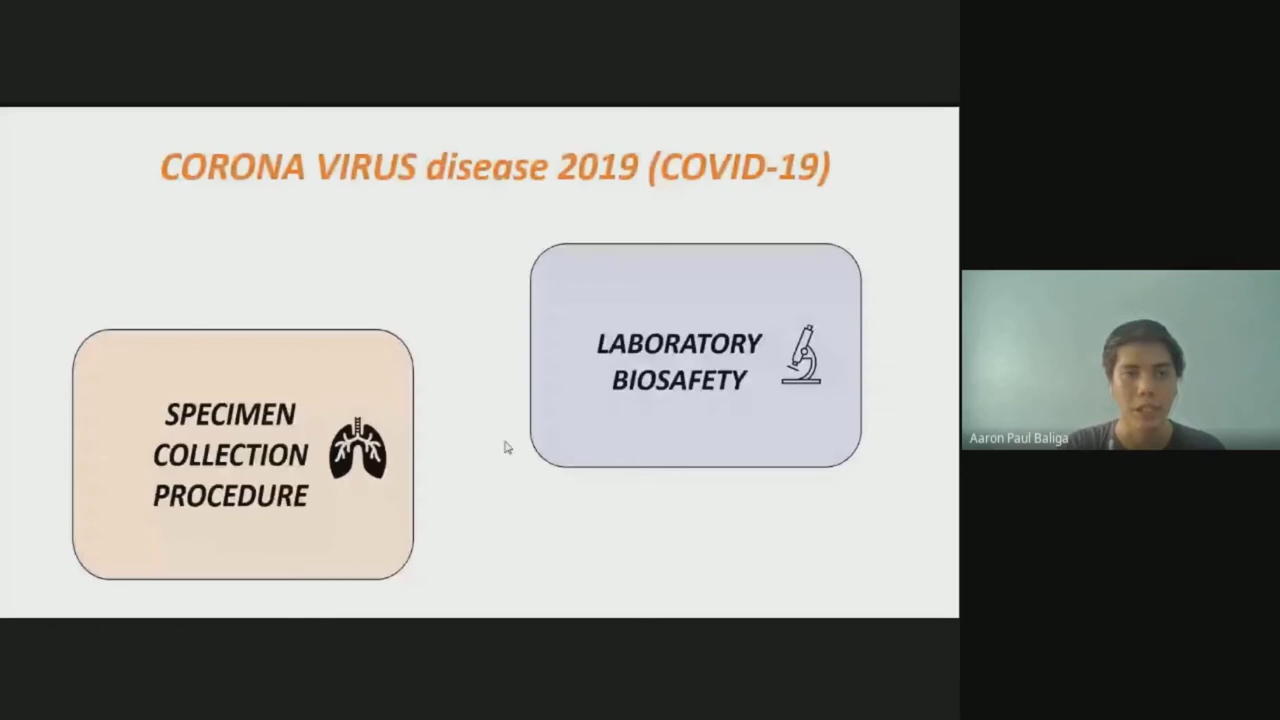 CORONA VIRUS disease 2019 (COVID-19)
SPECIMEN
COLLECTION
PROCEDURE
LABORATORY
BIOSAFETY
Aaron Paul Baliga